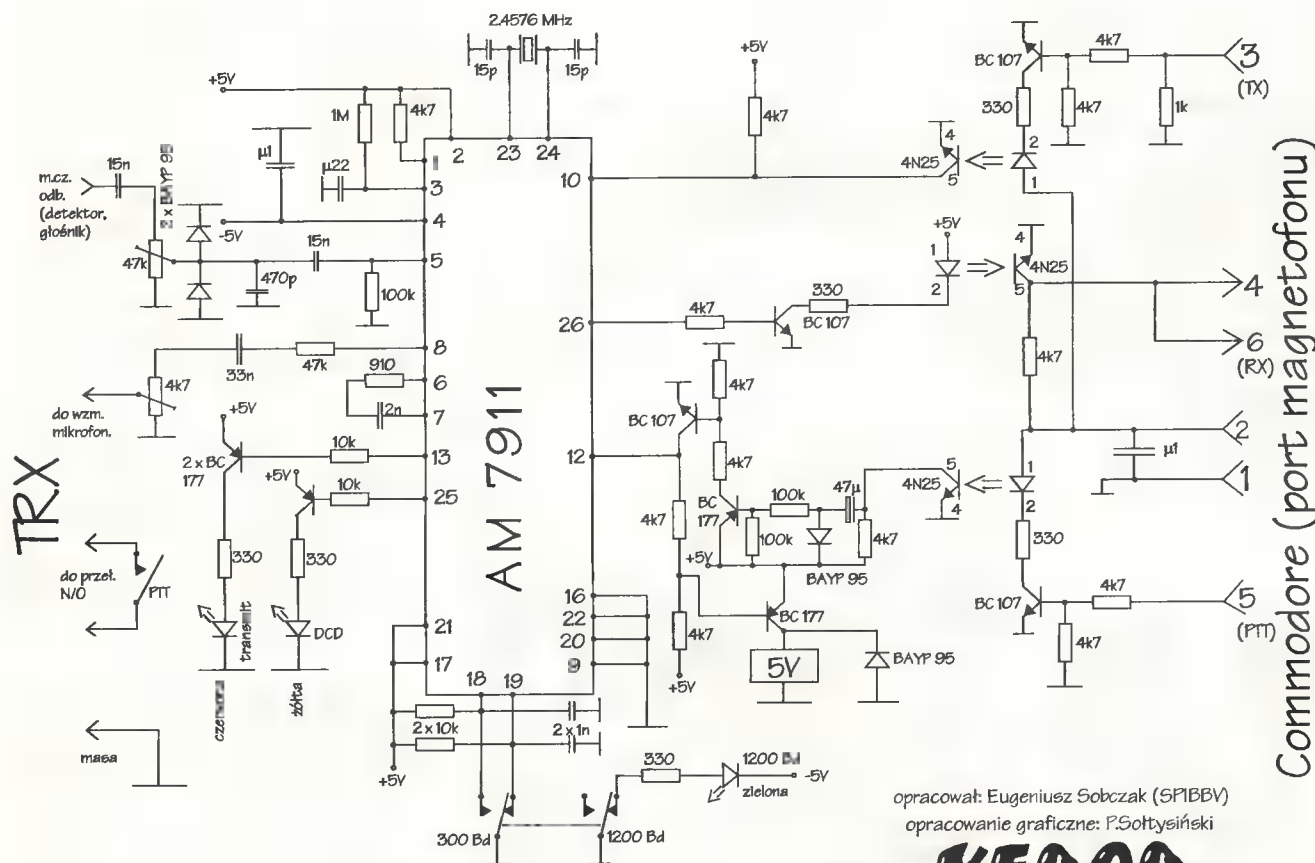 2.4576 MHz
15p
15p
+5V
1M
4k7
2
23
24
μ1
μ22
3
4
-5V
15n
m.cz.
odb.
(detektor,
głośnik)
47k
470p
15n
5
100k
10
+5V
4k7
4
4N25
5
BC 107
330
2
1
4k7
4k7
1k
3
(TX)
+5V
1
2
4
4N25
5
4
6
(RX)
4k7
26
4k7
BC 107
330
8
47k
33n
4k7
do wzm.
mikrofon.
910
6
7
2n
AM 7911
+5V
2 x BC
177
10k
13
+5V
10k
25
330
330
transmit
DCD
żółta
TRX
do przeł.
N/O
PTT
masa
BC 107
4k7
4k7
12
4k7
BC
177
100k
100k
47μ
BAYP 95
4k7
+5V
4k7
+5V
BC 177
5V
BAYP 95
5
4N25
4
1
2
330
BC 107
4k7
4k7
μ1
2
1
5
(PTT)
16
22
20
21
17
18
19
2 x 10k
2 x 1n
+5V
300 Bd
1200 Bd
330
1200
zielona
-5V
Commodore (port magnetofonu)
opracował: Eugeniusz Sobczak (SPIBBV)
opracowanie graficzne: P.Sołtysiński